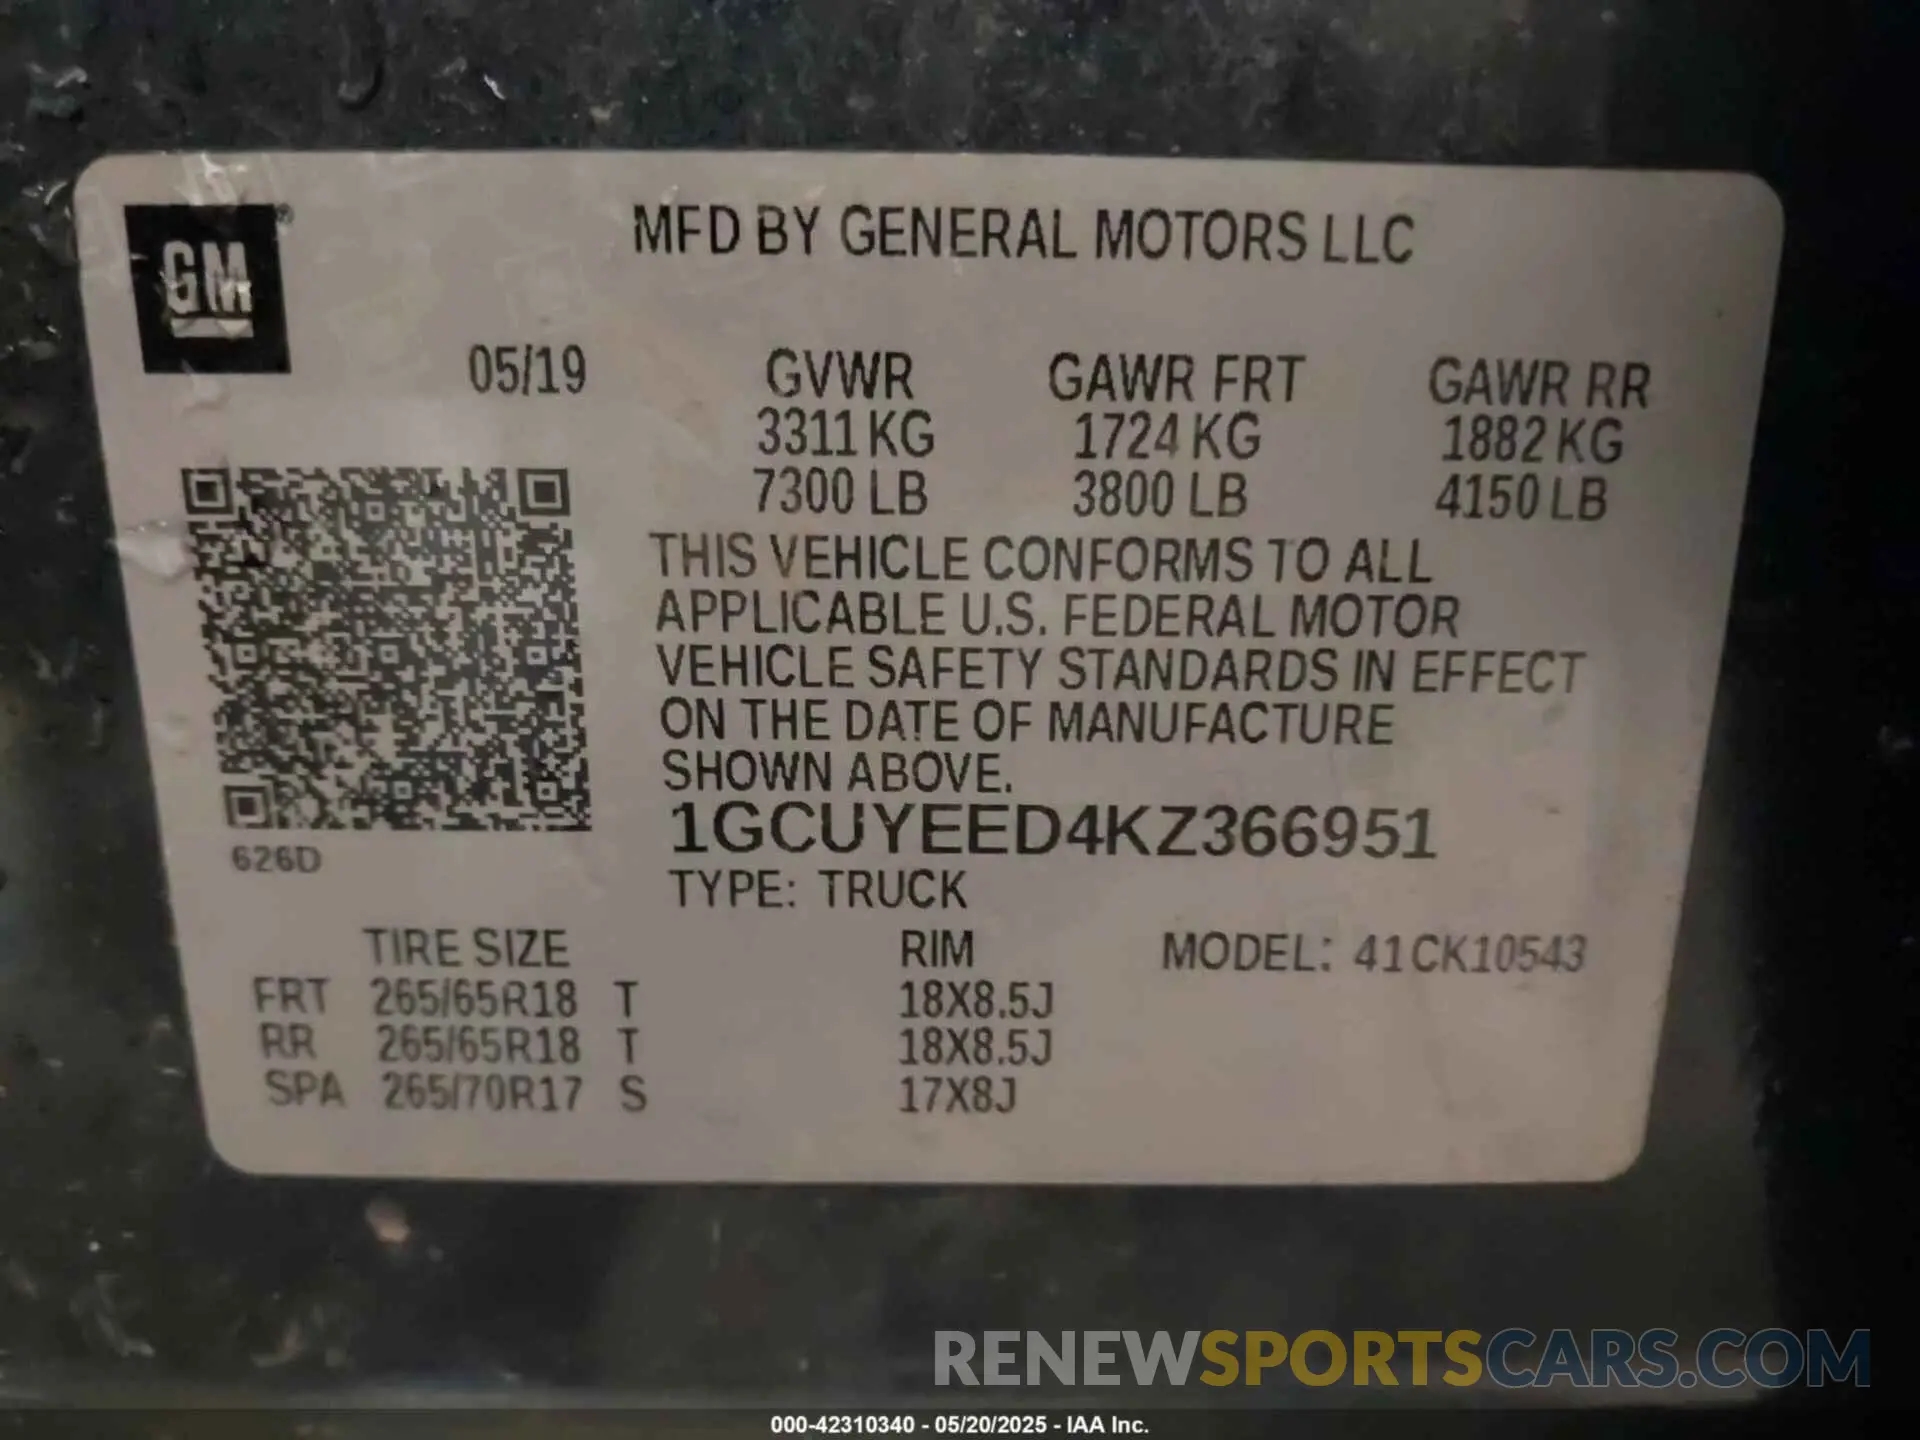 GM ®
MFD BY GENERAL MOTORS LLC
05/19 GVWR GAWR FRT GAWR RR
3311 KG 1724 KG 1882 KG
7300 LB 3800 LB 4150 LB
THIS VEHICLE CONFORMS TO ALL
APPLICABLE U.S. FEDERAL MOTOR
VEHICLE SAFETY STANDARDS IN EFFECT
ON THE DATE OF MANUFACTURE
SHOWN ABOVE.
1GCUYEED4KZ366951
626D
TYPE: TRUCK
TIRE SIZE RIM MODEL: 41CK10543
FRT 265/65R18 T 18X8.5J
RR 265/65R18 T 18X8.5J
SPA 265/70R17 S 17X8J
RENEWSPORTSCARS.COM
000-42310340 - 05/20/2025 - IAA Inc.